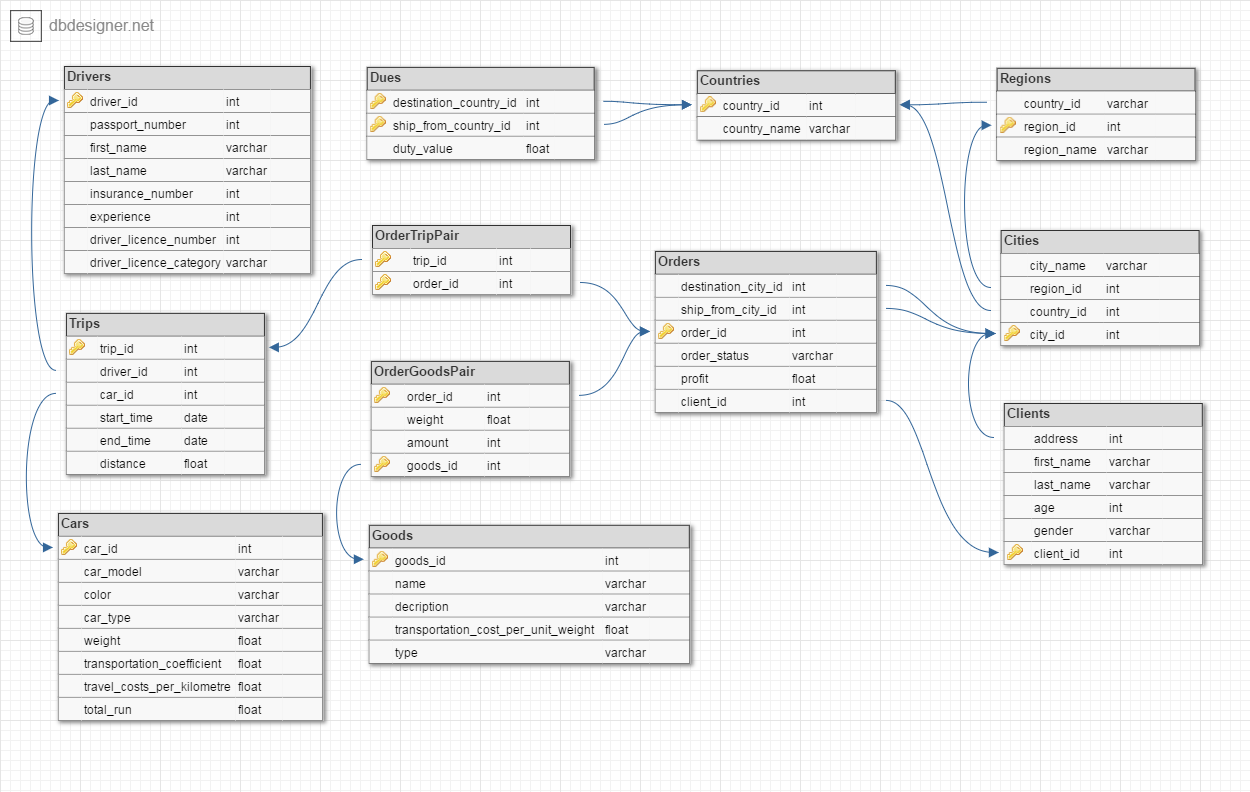 dbdesigner.net
Drivers
driver_id int
passport_number int
first_name varchar
last_name varchar
insurance_number int
experience int
driver_licence_number int
driver_licence_category varchar
Dues
destination_country_id int
ship_from_country_id int
duty_value float
Countries
country_id int
country_name varchar
Regions
country_id varchar
region_id int
region_name varchar
OrderTripPair
trip_id int
order_id int
Orders
destination_city_id int
ship_from_city_id int
order_id int
order_status varchar
profit float
client_id int
Cities
city_name varchar
region_id int
country_id int
city_id int
Trips
trip_id int
driver_id int
car_id int
start_time date
end_time date
distance float
OrderGoodsPair
order_id int
weight float
amount int
goods_id int
Clients
address int
first_name varchar
last_name varchar
age int
gender varchar
client_id int
Cars
car_id int
car_model varchar
color varchar
car_type varchar
weight float
transportation_coefficient float
travel_costs_per_kilometre float
total_run float
Goods
goods_id int
name varchar
decription varchar
transportation_cost_per_unit_weight float
type varchar